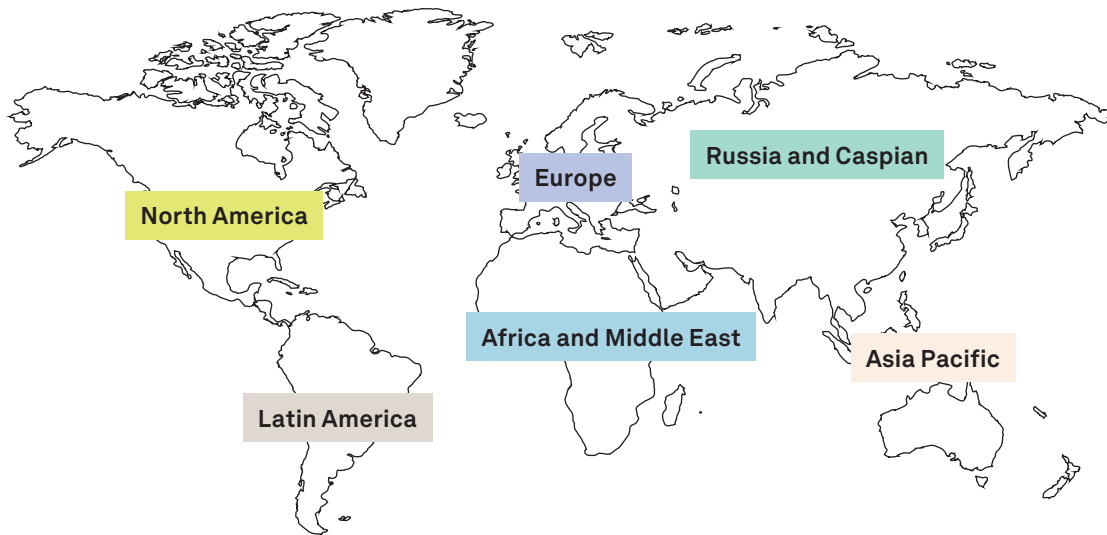 Russia and Caspian
Europe
North America
Africa and Middle East
Asia Pacific
Latin America